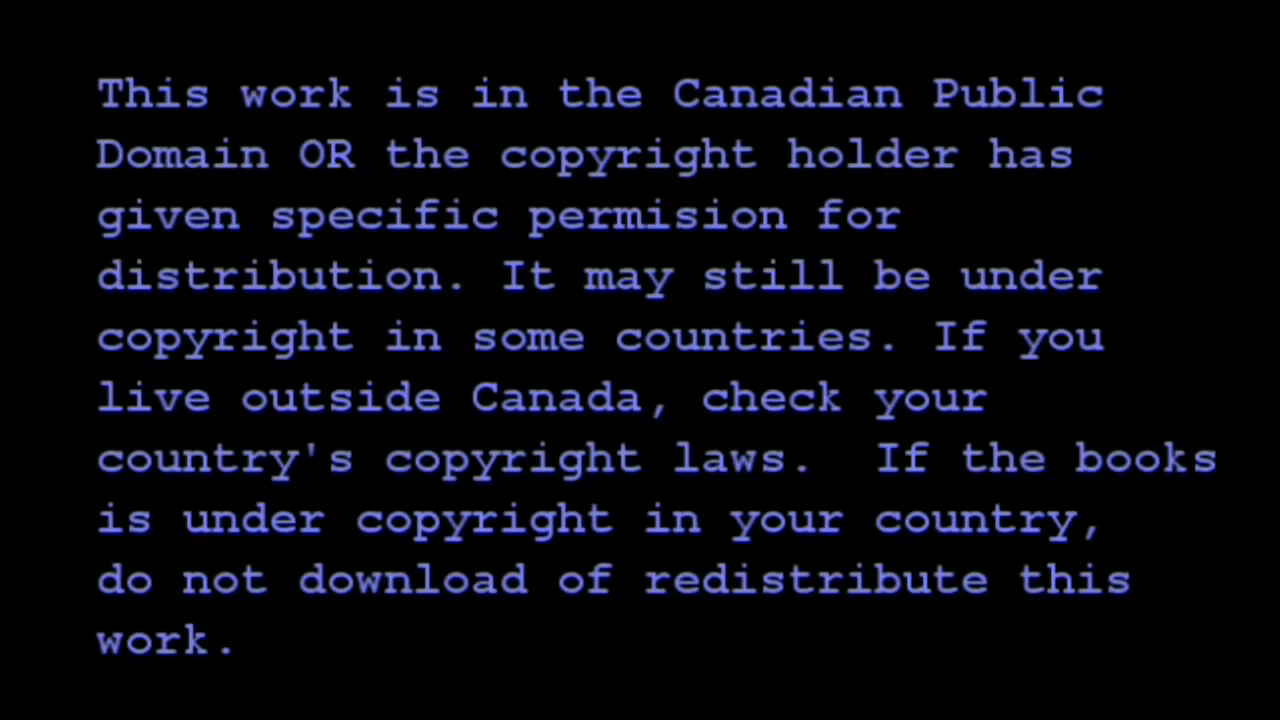 This work is in the Canadian Public
Domain OR the copyright holder has
given specific permision for
distribution. It may still be under
copyright in some countries. If you
live outside Canada, check your
country's copyright laws.  If the books
is under copyright in your country,
do not download of redistribute this
work.